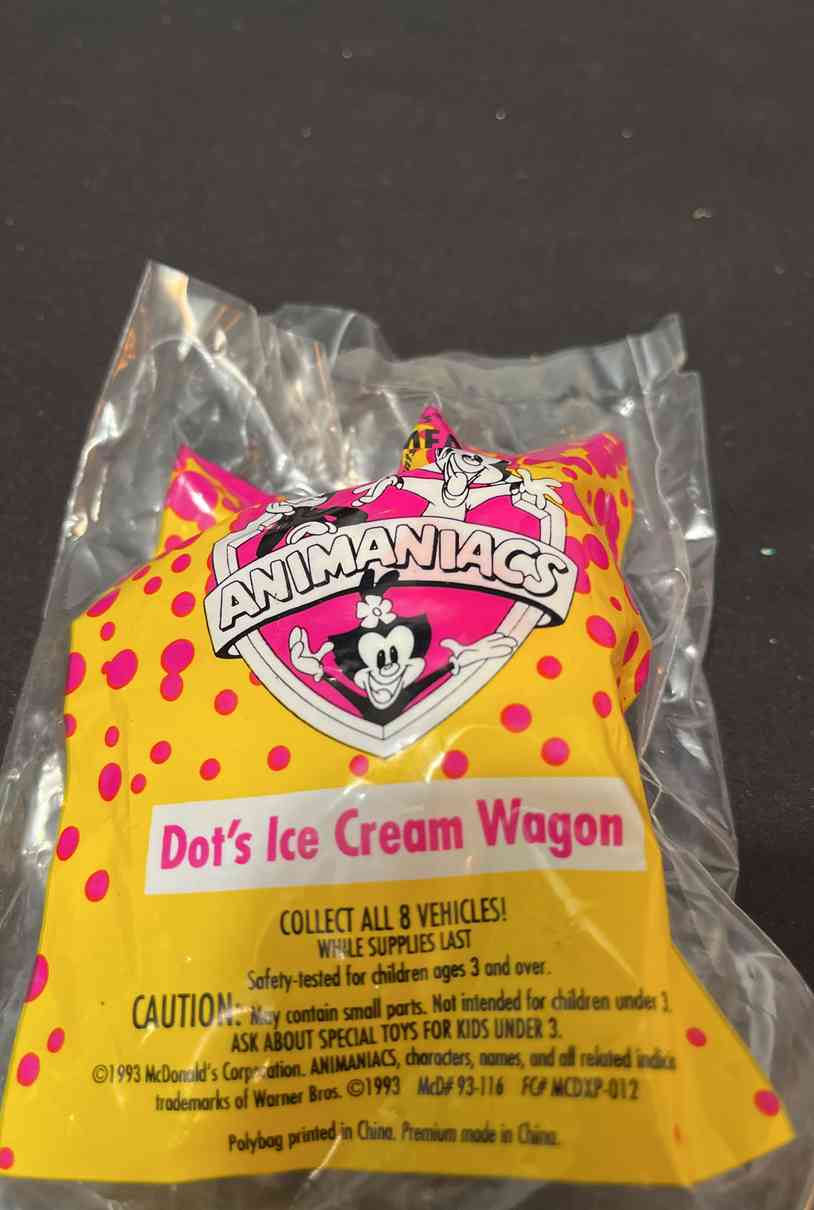 ANIMANIACS
Dot's Ice Cream Wagon
COLLECT ALL 8 VEHICLES!
WHILE SUPPLIES LAST
Safety-tested for children ages 3 and over.
CAUTION: May contain small parts. Not intended for children under 3.
ASK ABOUT SPECIAL TOYS FOR KIDS UNDER 3.
©1993 McDonald's Corporation. ANIMANIACS, characters, names, and all related indicia
trademarks of Warner Bros. ©1993 McD# 93-116 FC# MCDXP-012
Polybag printed in China. Premium made in China.